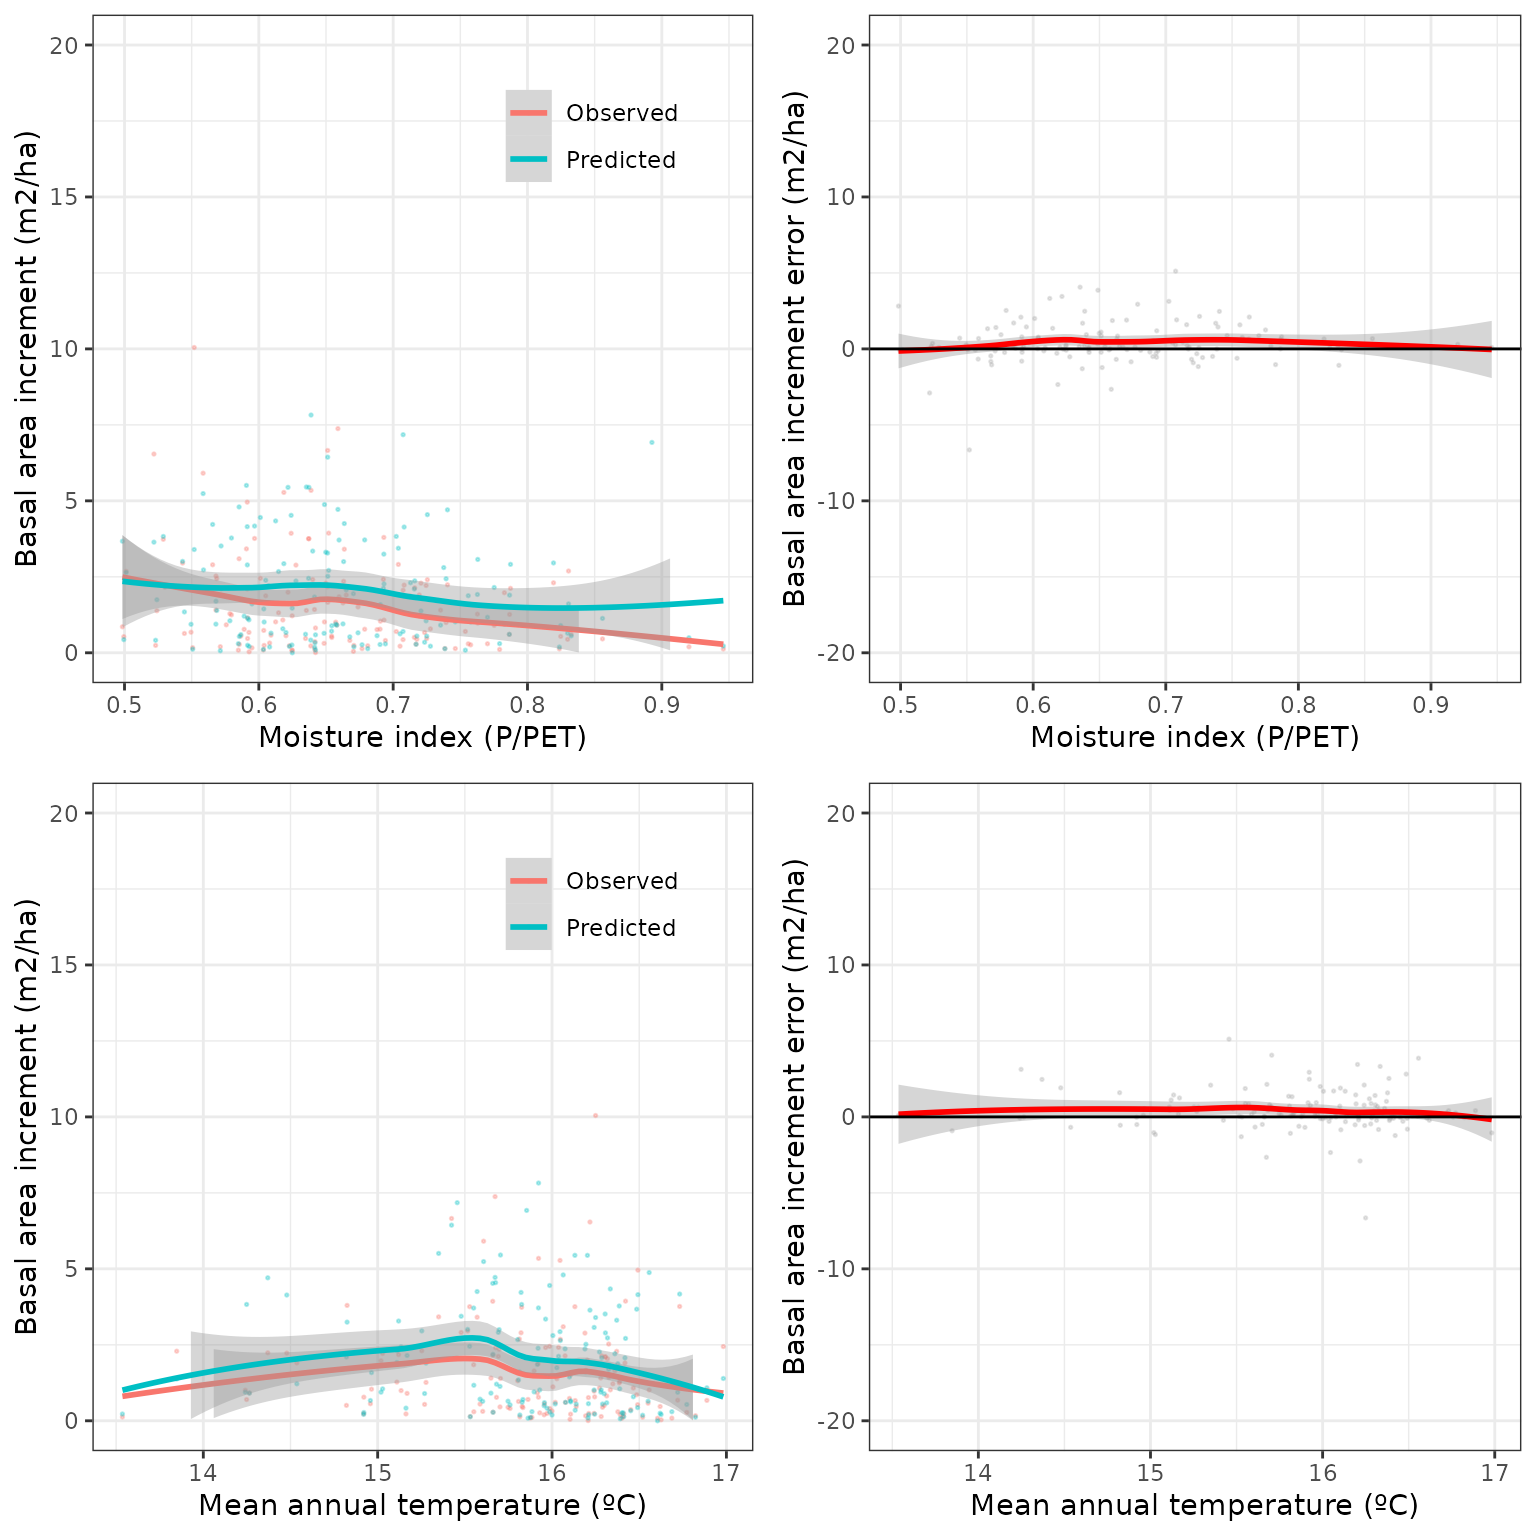 Basal area increment (m2/ha)
20
15
10
5
0
Observed
Predicted
0.5 0.6 0.7 0.8 0.9
Moisture index (P/PET)
Basal area increment error (m2/ha)
20
10
0
-10
-20
0.5 0.6 0.7 0.8 0.9
Moisture index (P/PET)
Basal area increment (m2/ha)
20
15
10
5
0
Observed
Predicted
14 15 16 17
Mean annual temperature (ºC)
Basal area increment error (m2/ha)
20
10
0
-10
-20
14 15 16 17
Mean annual temperature (ºC)